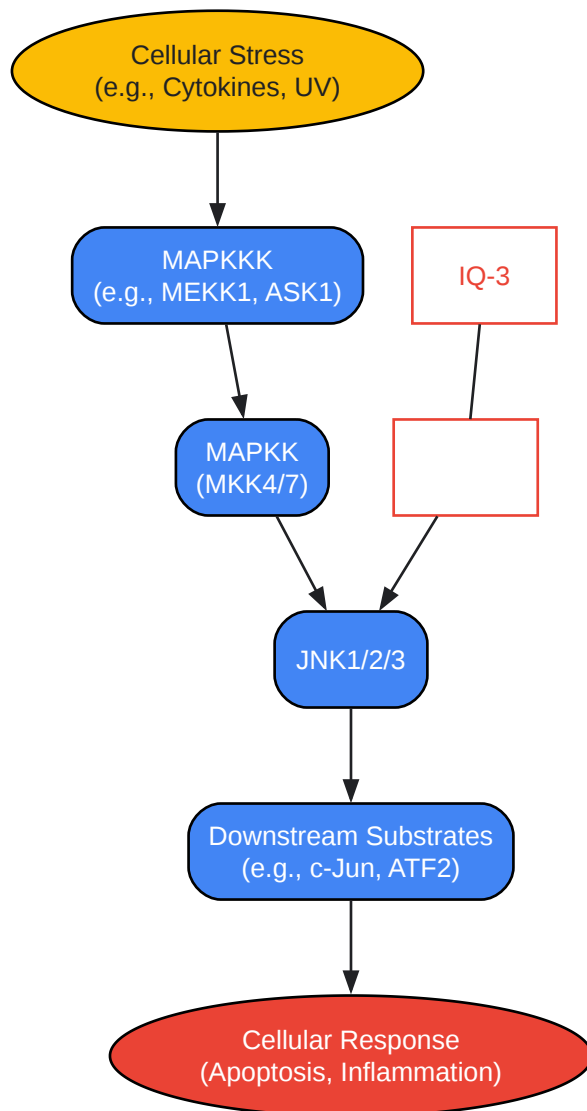 Cellular Stress
(e.g., Cytokines, UV)
MAPKKK
(e.g., MEKK1, ASK1)
IQ-3
MAPKK
(MKK4/7)
JNK1/2/3
Downstream Substrates
(e.g., c-Jun, ATF2)
Cellular Response
(Apoptosis, Inflammation)